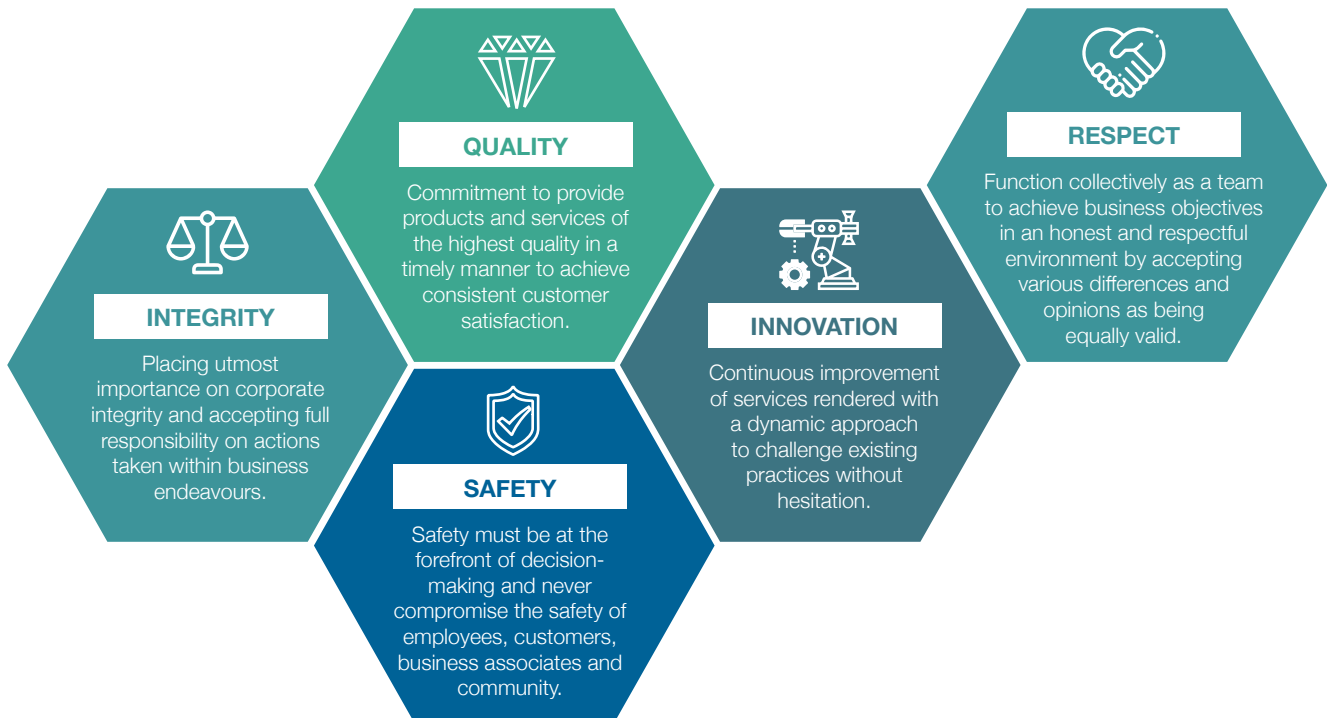 INTEGRITY
Placing utmost
importance on corporate
integrity and accepting full
responsibility on actions
taken within business
endeavours.
QUALITY
Commitment to provide
products and services of
the highest quality in a
timely manner to achieve
consistent customer
satisfaction.
SAFETY
Safety must be at the
forefront of decision-
making and never
compromise the safety of
employees, customers,
business associates and
community.
INNOVATION
Continuous improvement
of services rendered with
a dynamic approach
to challenge existing
practices without
hesitation.
RESPECT
Function collectively as a team
to achieve business objectives
in an honest and respectful
environment by accepting
various differences and
opinions as being
equally valid.